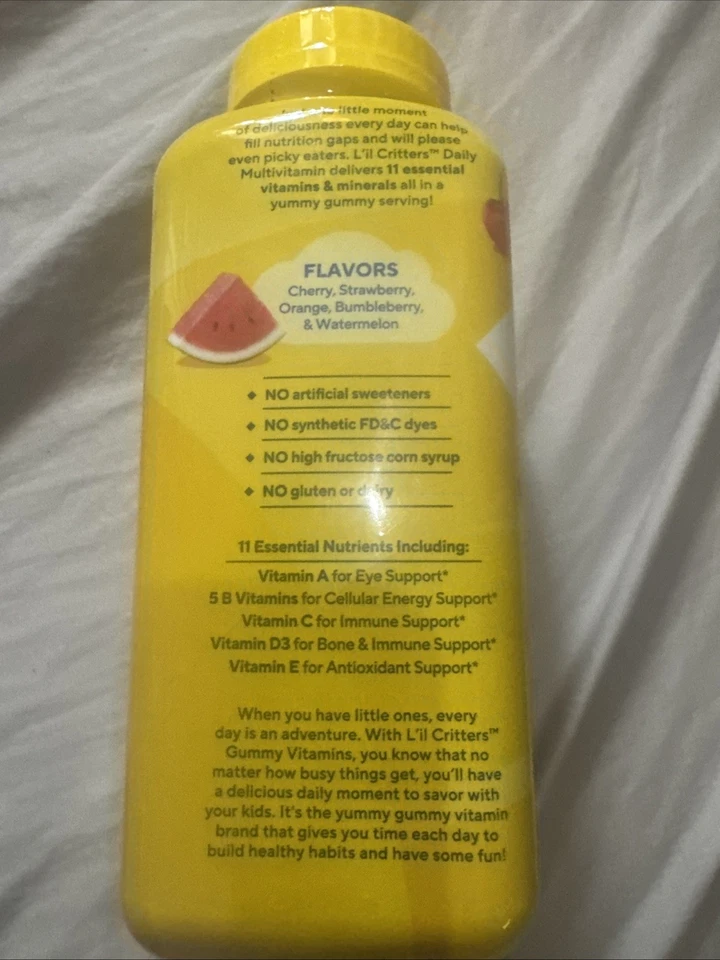 little moment
of deliciousness every day can help
fill nutrition gaps and will please
even picky eaters. L'il Critters™ Daily
Multivitamin delivers 11 essential
vitamins & minerals all in a
yummy gummy serving!
FLAVORS
Cherry, Strawberry,
Orange, Bumbleberry,
& Watermelon
◆ NO artificial sweeteners
◆ NO synthetic FD&C dyes
◆ NO high fructose corn syrup
◆ NO gluten or dairy
11 Essential Nutrients Including:
Vitamin A for Eye Support*
5 B Vitamins for Cellular Energy Support*
Vitamin C for Immune Support*
Vitamin D3 for Bone & Immune Support*
Vitamin E for Antioxidant Support*
When you have little ones, every
day is an adventure. With L'il Critters™
Gummy Vitamins, you know that no
matter how busy things get, you'll have
a delicious daily moment to savor with
your kids. It's the yummy gummy vitamin
brand that gives you time each day to
build healthy habits and have some fun!